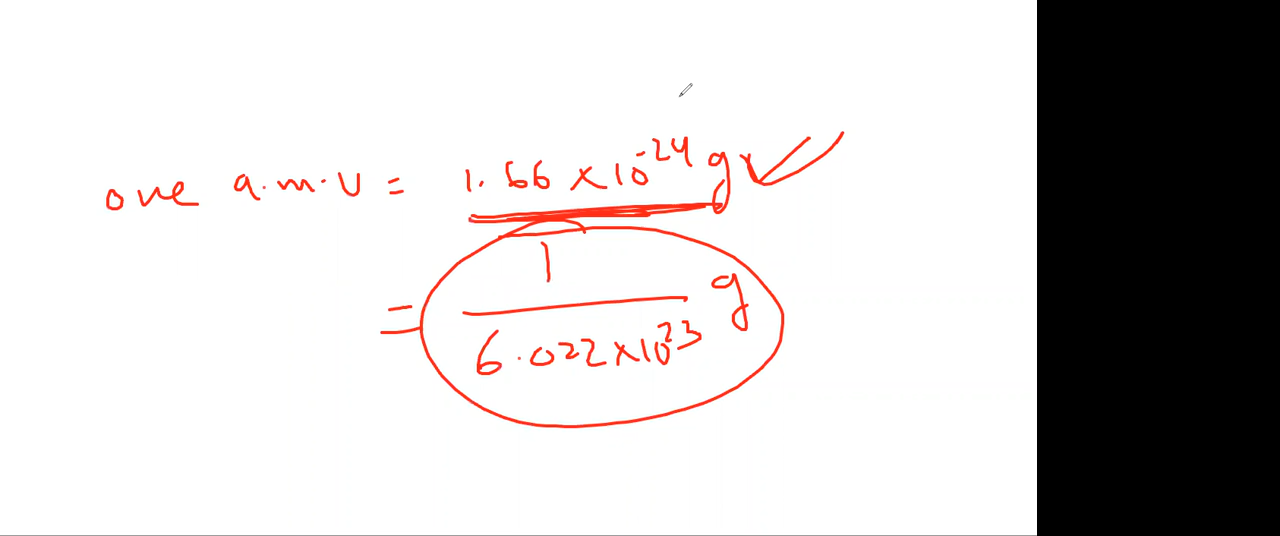 one a.m.u = 1.66 × 10⁻²⁴ g
= 1 / 6.022 × 10²³ g